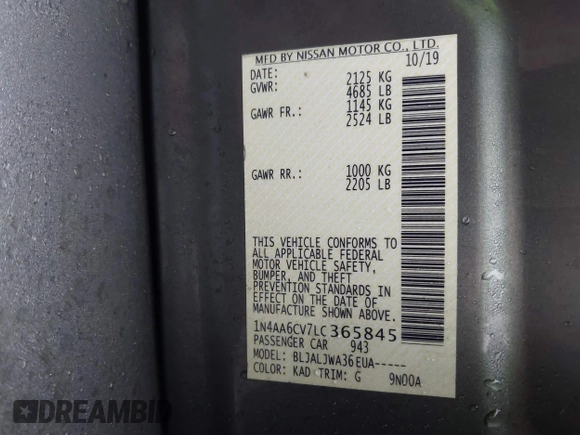 MFD BY NISSAN MOTOR CO., LTD.
DATE: 10/19
GVWR: 2125 KG
4685 LB
GAWR FR.: 1145 KG
2524 LB
GAWR RR.: 1000 KG
2205 LB
THIS VEHICLE CONFORMS TO
ALL APPLICABLE FEDERAL
MOTOR VEHICLE SAFETY,
BUMPER, AND THEFT
PREVENTION STANDARDS IN
EFFECT ON THE DATE OF
MANUFACTURE SHOWN ABOVE.
1N4AA6CV7LC365845
PASSENGER CAR 943
MODEL: BLJALJWA36EUA-----
COLOR: KAD TRIM: G 9N00A
DREAMBID